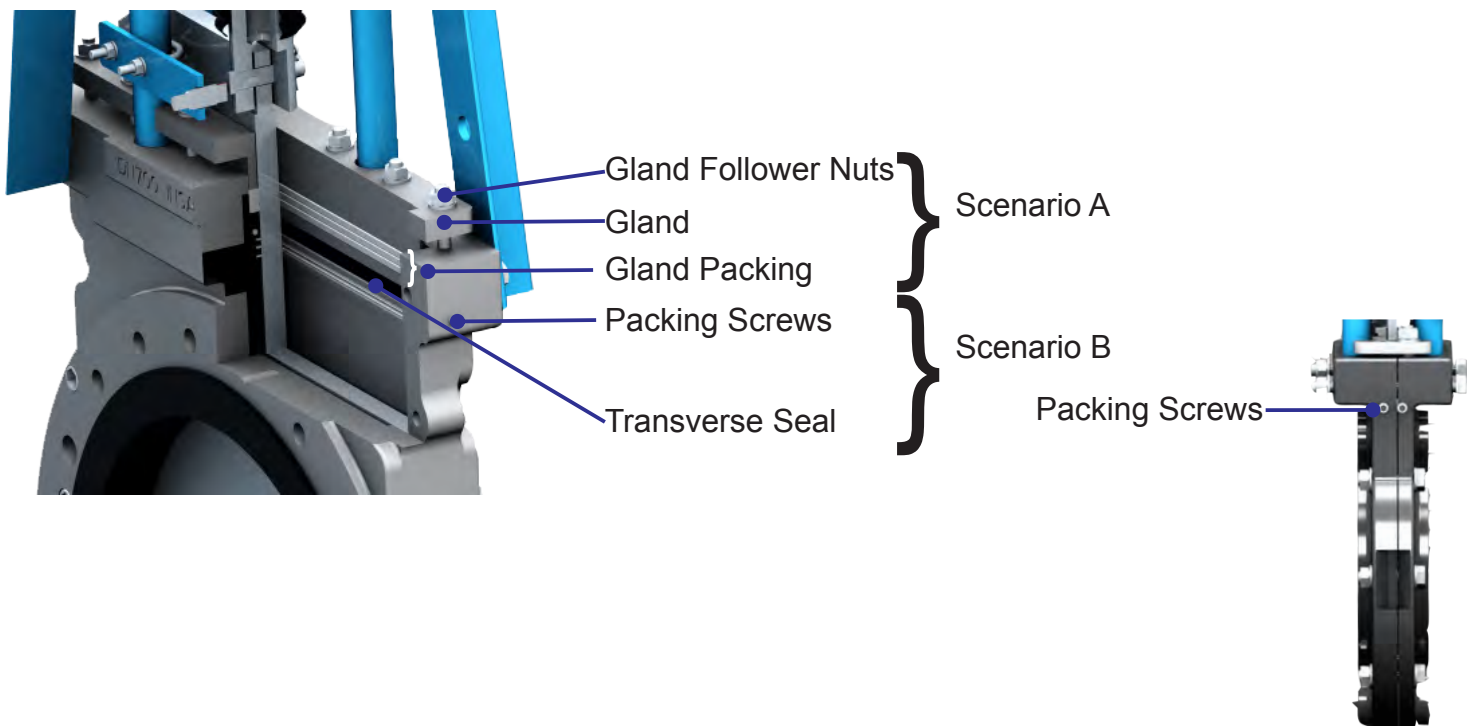 Gland Follower Nuts
Gland
Scenario A
Gland Packing
Packing Screws
Scenario B
Transverse Seal
Packing Screws